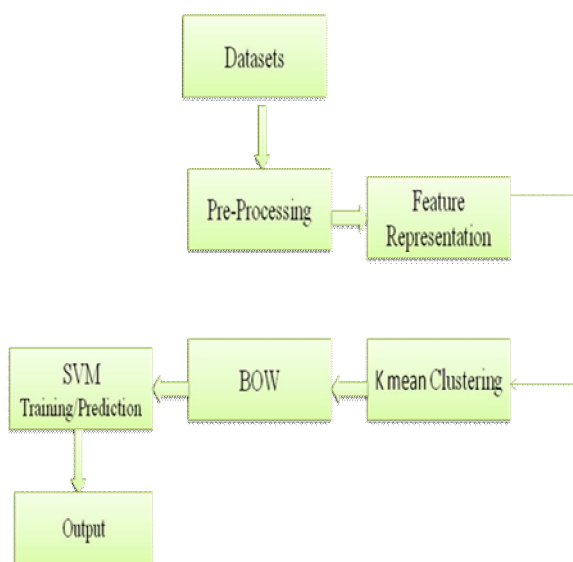 Datasets
Pre-Processing
Feature
Representation
K mean Clustering
BOW
SVM
Training/Prediction
Output